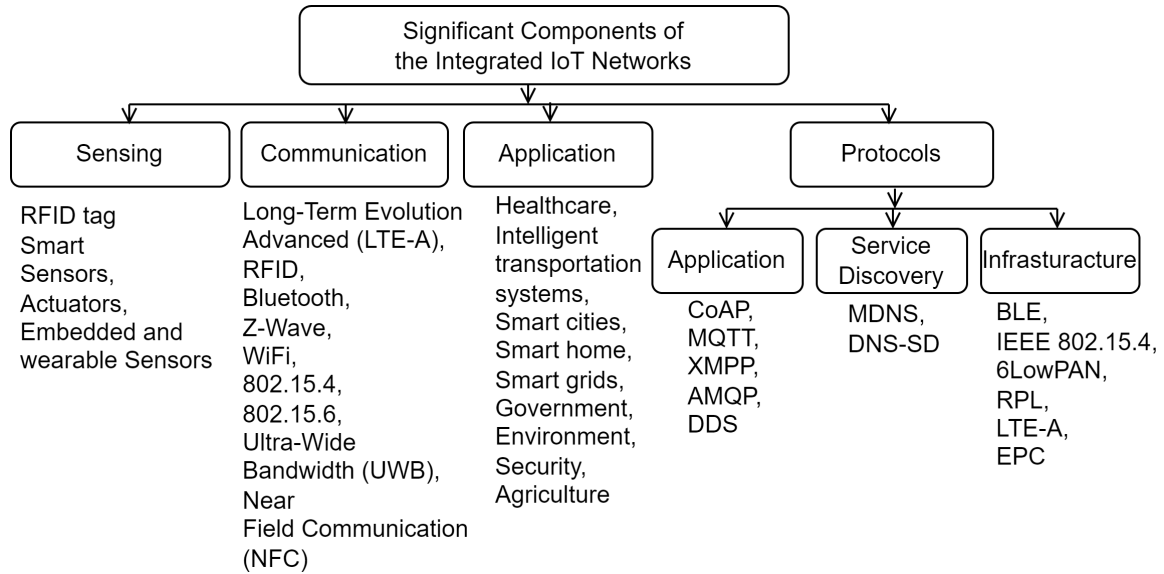 Significant Components of
the Integrated IoT Networks
Sensing
RFID tag
Smart
Sensors,
Actuators,
Embedded and
wearable Sensors
Communication
Long-Term Evolution
Advanced (LTE-A),
RFID,
Bluetooth,
Z-Wave,
WiFi,
802.15.4,
802.15.6,
Ultra-Wide
Bandwidth (UWB),
Near
Field Communication
(NFC)
Application
Healthcare,
Intelligent
transportation
systems,
Smart cities,
Smart home,
Smart grids,
Government,
Environment,
Security,
Agriculture
Protocols
Application
CoAP,
MQTT,
XMPP,
AMQP,
DDS
Service
Discovery
MDNS,
DNS-SD
Infrasturacture
BLE,
IEEE 802.15.4,
6LowPAN,
RPL,
LTE-A,
EPC